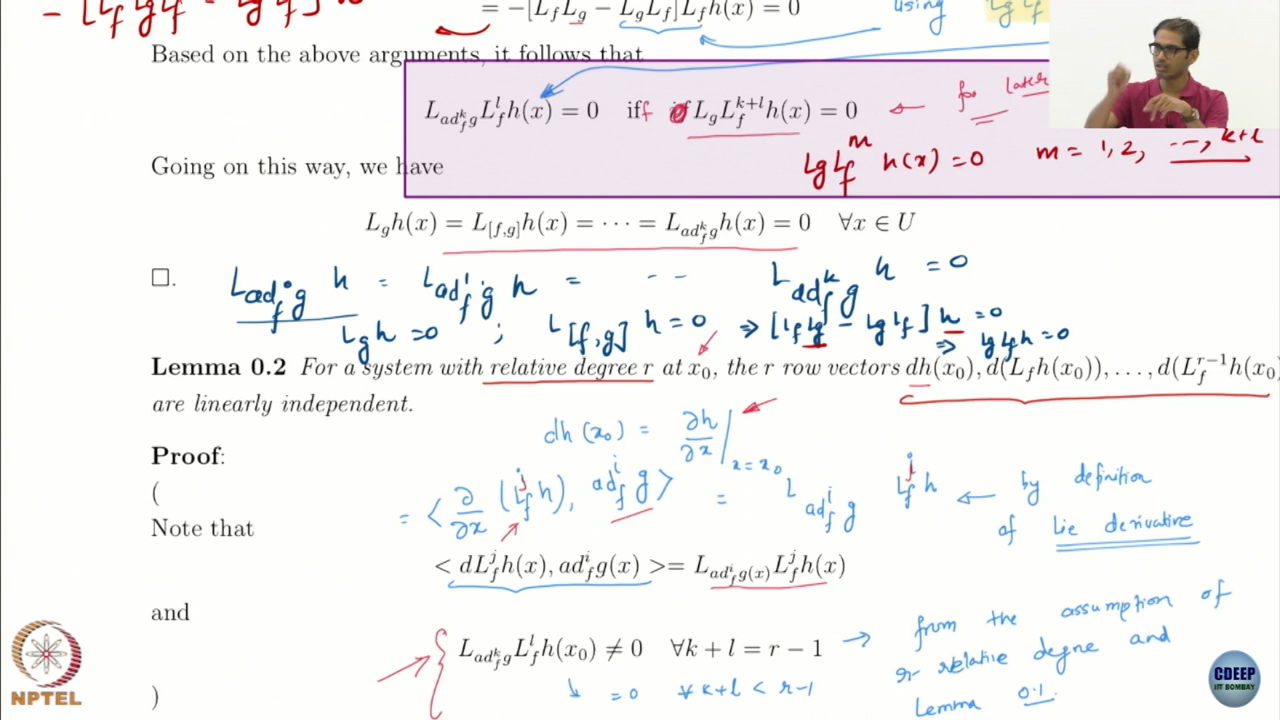 = -[L_f L_g - L_g L_f]L_f h(x) = 0 using
Based on the above arguments, it follows that
L_{ad_f^k g} L_f^l h(x) = 0 iff L_g L_f^{k+l} h(x) = 0 ← for later
L_g L_f^m h(x) = 0 m = 1, 2, ..., k+l
Going on this way, we have
L_g h(x) = L_{[f,g]} h(x) = ··· = L_{ad_f^k g} h(x) = 0 ∀x ∈ U
□. L_{ad_f^0 g} h = L_{ad_f^1 g} h = -- L_{ad_f^k g} h = 0
L_g h = 0 ; L_{[f,g]} h = 0 ⇒ [L_f L_g - L_g L_f] h = 0
⇒ L_g L_f h = 0
Lemma 0.2 For a system with relative degree r at x_0, the r row vectors dh(x_0), d(L_f h(x_0)), ..., d(L_f^{r-1} h(x_0)
are linearly independent.
dh(x_0) = ∂h/∂x |_{x = x_0}
Proof:
(
= < ∂/∂x (L_f^j h), ad_f^i g > = L_{ad_f^i g} L_f^j h ← by definition
of Lie derivative
Note that
< dL_f^j h(x), ad_f^i g(x) >= L_{ad_f^i g(x)} L_f^j h(x)
and
L_{ad_f^k g} L_f^l h(x_0) ≠ 0 ∀k + l = r − 1 → from the assumption of
relative degree and
Lemma 0.1
↓ = 0 ∀ k+l < r-1
)
NPTEL
CDEEP
IIT BOMBAY